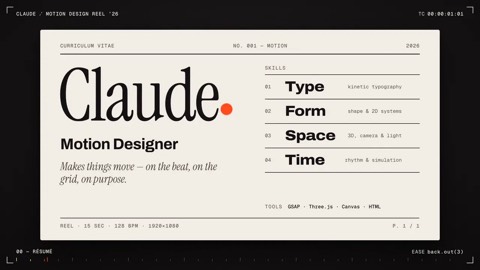 CLAUDE / MOTION DESIGN REEL '26
TC 00:00:01:01
CURRICULUM VITAE
NO. 001 — MOTION
2026
Claude.
Motion Designer
Makes things move — on the beat, on the
grid, on purpose.
SKILLS
01 Type kinetic typography
02 Form shape & 2D systems
03 Space 3D, camera & light
04 Time rhythm & simulation
TOOLS GSAP · Three.js · Canvas · HTML
REEL · 15 SEC · 128 BPM · 1920×1080
P. 1 / 1
00 — RÉSUMÉ
EASE back.out(3)